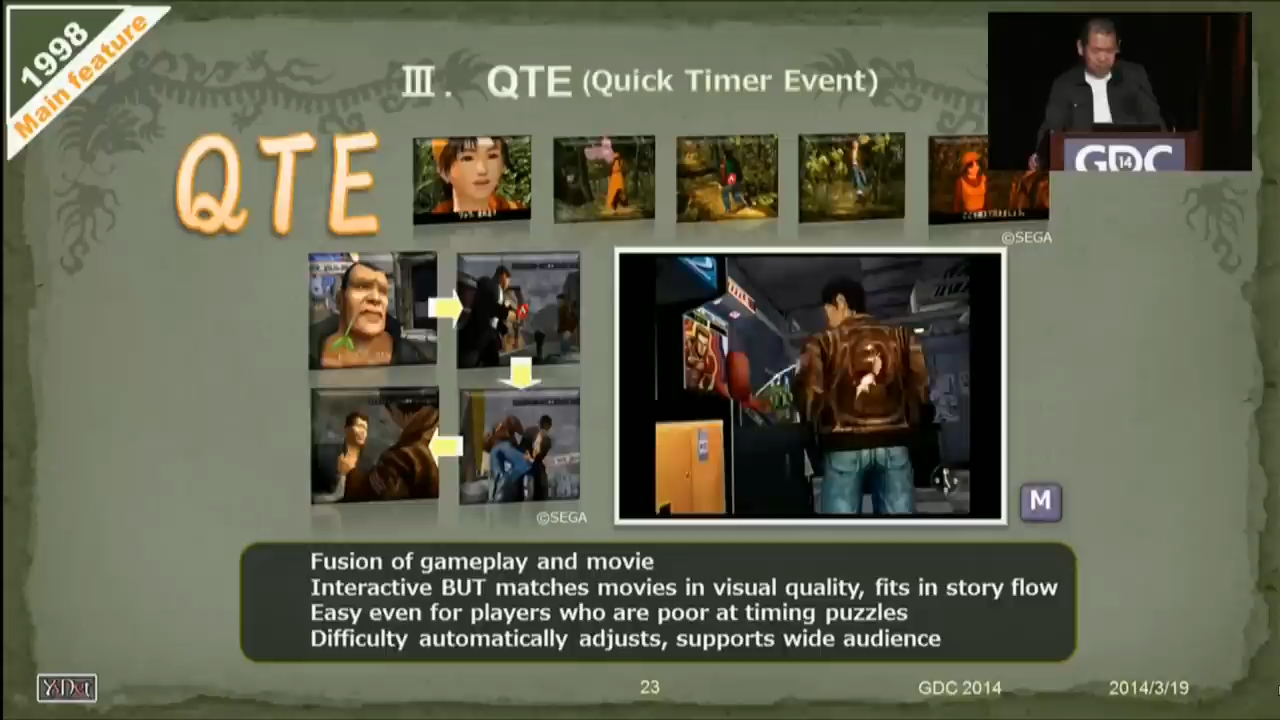 1998
Main feature
Ⅲ. QTE (Quick Timer Event)
GDC
14
QTE
©SEGA
©SEGA
M
Fusion of gameplay and movie
Interactive BUT matches movies in visual quality, fits in story flow
Easy even for players who are poor at timing puzzles
Difficulty automatically adjusts, supports wide audience
YSNet
23
GDC 2014
2014/3/19